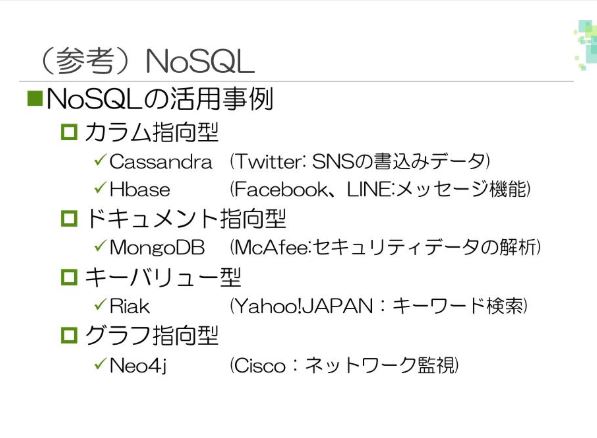 （参考）NoSQL
■NoSQLの活用事例
カラム指向型
✓Cassandra (Twitter: SNSの書込みデータ)
✓Hbase (Facebook、LINE:メッセージ機能)
ドキュメント指向型
✓MongoDB (McAfee:セキュリティデータの解析)
キーバリュー型
✓Riak (Yahoo!JAPAN：キーワード検索)
グラフ指向型
✓Neo4j (Cisco：ネットワーク監視)